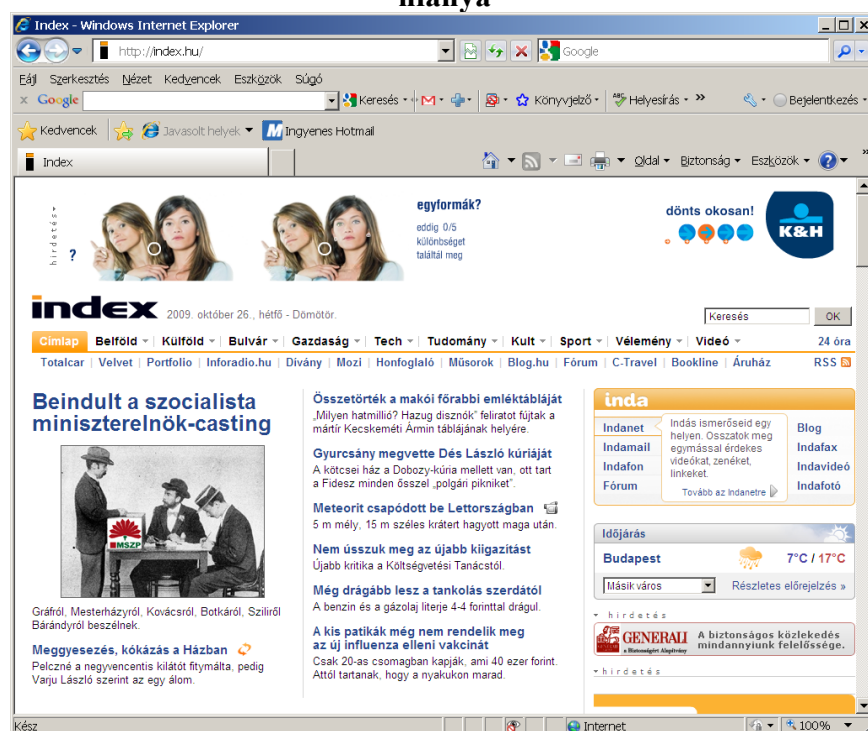 hiánya
Index - Windows Internet Explorer
http://index.hu/
Google
Fájl Szerkesztés Nézet Kedvencek Eszközök Súgó
Google Keresés Könyvjelző Helyesírás Bejelentkezés
Kedvencek Javasolt helyek Ingyenes Hotmail
Index Oldal Biztonság Eszközök
hirdetés
?
egyformák?
eddig 0/5
különbséget
találtál meg
dönts okosan!
K&H
index 2009. október 26., hétfő - Dömötör.
Keresés OK
Címlap Belföld Külföld Bulvár Gazdaság Tech Tudomány Kult Sport Vélemény Videó 24 óra
Totalcar | Velvet | Portfolio | Inforadio.hu | Dívány | Mozi | Honfoglaló | Műsorok | Blog.hu | Fórum | C-Travel | Bookline | Áruház RSS
Beindult a szocialista
miniszterelnök-casting
MSZP
Gráfról, Mesterházyról, Kovácsról, Botkáról, Sziliről
Bárándyról beszélnek.
Meggyesezés, kókázás a Házban
Pelczné a negyvencentis kilátót fitymálta, pedig
Varju László szerint az egy álom.
Összetörték a makói főrabbi emléktábláját
„Milyen hatmillió? Hazug disznók” feliratot fújtak a
mártír Kecskeméti Ármin táblájának helyére.
Gyurcsány megvette Dés László kúriáját
A kötcsei ház a Dobozy-kúria mellett van, ott tart
a Fidesz minden ősszel „polgári pikniket”.
Meteorit csapódott be Lettországban
5 m mély, 15 m széles krátert hagyott maga után.
Nem ússzuk meg az újabb kiigazítást
Újabb kritika a Költségvetési Tanácstól.
Még drágább lesz a tankolás szerdától
A benzin és a gázolaj literje 4-4 forinttal drágul.
A kis patikák még nem rendelik meg
az új influenza elleni vakcinát
Csak 20-as csomagban kapják, ami 40 ezer forint.
Attól tartanak, hogy a nyakukon marad.
inda
Indanet
Indamail
Indafon
Fórum
Indás ismerőseid egy
helyen. Osszatok meg
egymással érdekes
videókat, zenéket,
linkeket.
Tovább az Indanetre
Blog
Indafax
Indavideó
Indafotó
Időjárás
Budapest 7°C / 17°C
Másik város Részletes előrejelzés »
hirdetés
GENERALI
a Biztonságért Alapítvány
A biztonságos közlekedés
mindannyiunk felelőssége.
hirdetés
Kész Internet 100%